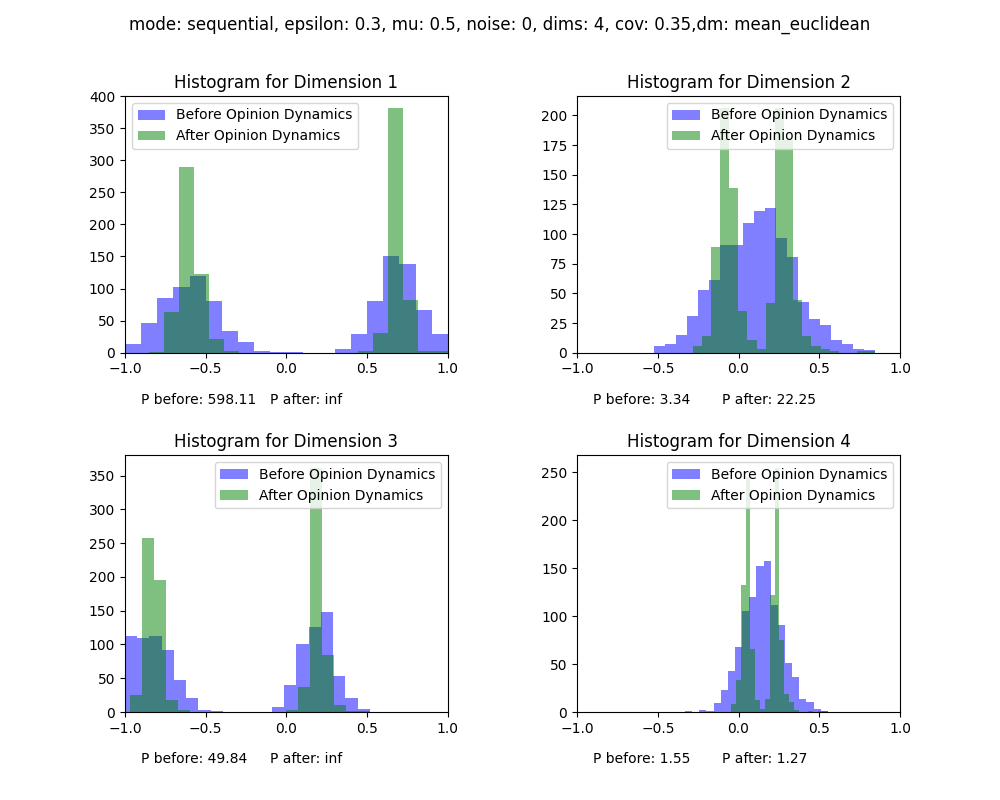 mode: sequential, epsilon: 0.3, mu: 0.5, noise: 0, dims: 4, cov: 0.35,dm: mean_euclidean
Histogram for Dimension 1
400
350
300
250
200
150
100
50
0
−1.0 −0.5 0.0 0.5 1.0
Before Opinion Dynamics
After Opinion Dynamics
P before: 598.11 P after: inf
Histogram for Dimension 2
200
175
150
125
100
75
50
25
0
−1.0 −0.5 0.0 0.5 1.0
Before Opinion Dynamics
After Opinion Dynamics
P before: 3.34 P after: 22.25
Histogram for Dimension 3
350
300
250
200
150
100
50
0
−1.0 −0.5 0.0 0.5 1.0
Before Opinion Dynamics
After Opinion Dynamics
P before: 49.84 P after: inf
Histogram for Dimension 4
250
200
150
100
50
0
−1.0 −0.5 0.0 0.5 1.0
Before Opinion Dynamics
After Opinion Dynamics
P before: 1.55 P after: 1.27